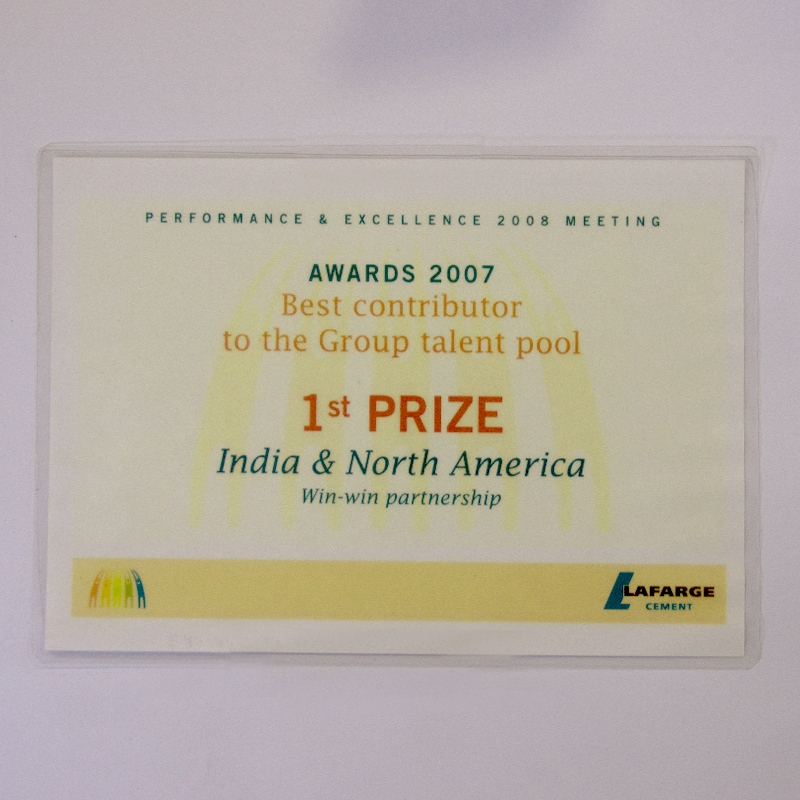 PERFORMANCE & EXCELLENCE 2008 MEETING
AWARDS 2007
Best contributor
to the Group talent pool
1st PRIZE
India & North America
Win-win partnership
LAFARGE
CEMENT